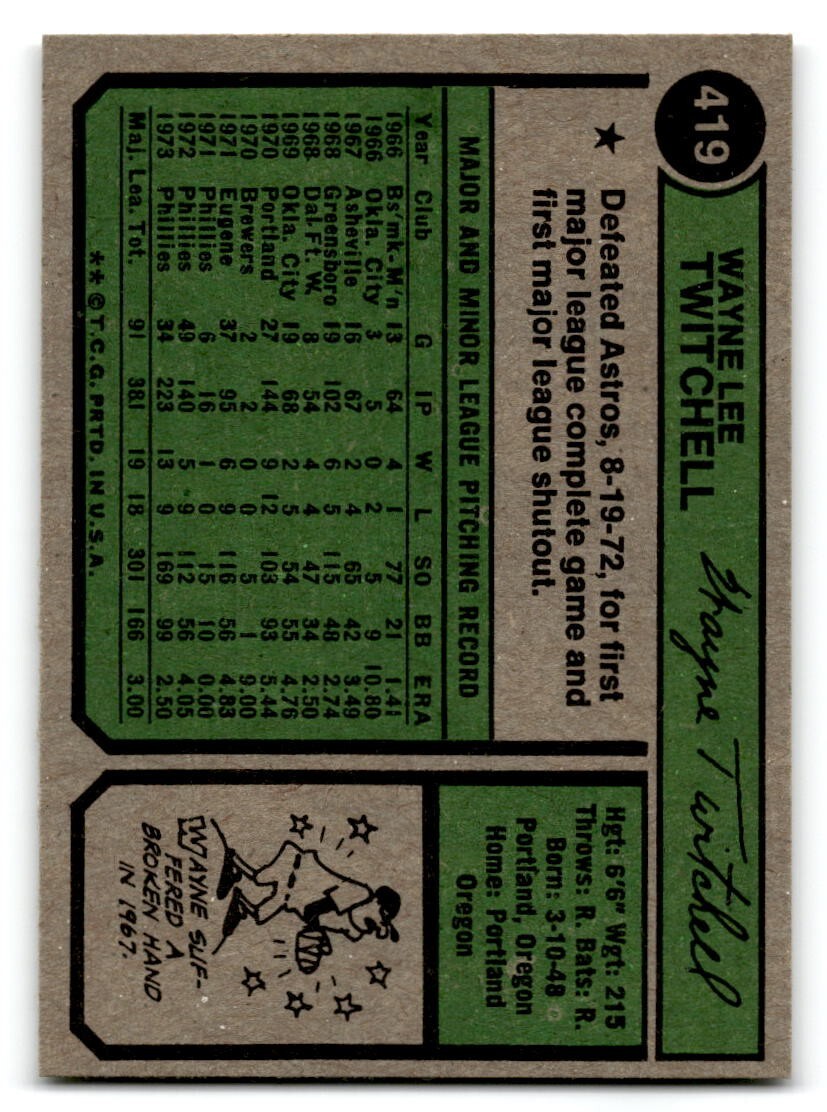 419
WAYNE LEE
TWITCHELL
Wayne Twitchell
★ Defeated Astros, 8-19-72, for first
major league complete game and
first major league shutout.
MAJOR AND MINOR LEAGUE PITCHING RECORD
Year Club G IP W L SO BB ERA
1966 Bs'mk-M'n 13 64 4 1 77 21 1.41
1966 Okla. City 3 5 0 2 5 9 10.80
1967 Asheville 16 67 2 4 65 42 3.49
1968 Greensboro 19 102 6 5 115 48 2.74
1968 Dal-Ft. W. 8 54 4 4 47 34 2.50
1969 Okla. City 19 68 2 5 54 55 4.76
1970 Portland 27 144 9 12 103 93 5.44
1970 Brewers 2 2 0 0 5 1 9.00
1971 Eugene 37 95 6 9 116 56 4.83
1971 Phillies 6 16 1 0 15 10 0.00
1972 Phillies 49 140 5 9 112 56 4.05
1973 Phillies 34 223 13 9 169 99 2.50
Maj. Lea. Tot. 91 381 19 18 301 166 3.00
** © T.C.G. PRTD. IN U.S.A.
Hgt: 6'6" Wgt: 215
Throws: R. Bats: R.
Born: 3-10-48
Portland, Oregon
Home: Portland
Oregon
WAYNE SUF-
FERED A
BROKEN HAND
IN 1967.